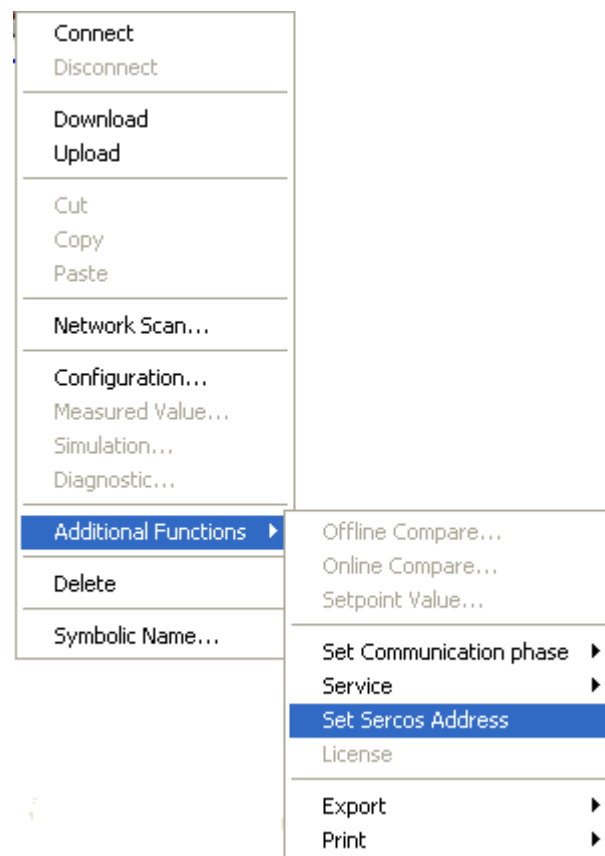 Connect
Disconnect
Download
Upload
Cut
Copy
Paste
Network Scan...
Configuration...
Measured Value...
Simulation...
Diagnostic...
Additional Functions
Delete
Symbolic Name...
Offline Compare...
Online Compare...
Setpoint Value...
Set Communication phase
Service
Set Sercos Address
License
Export
Print